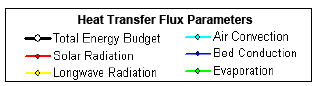 Heat Transfer Flux Parameters
Total Energy Budget
Air Convection
Solar Radiation
Bed Conduction
Longwave Radiation
Evaporation